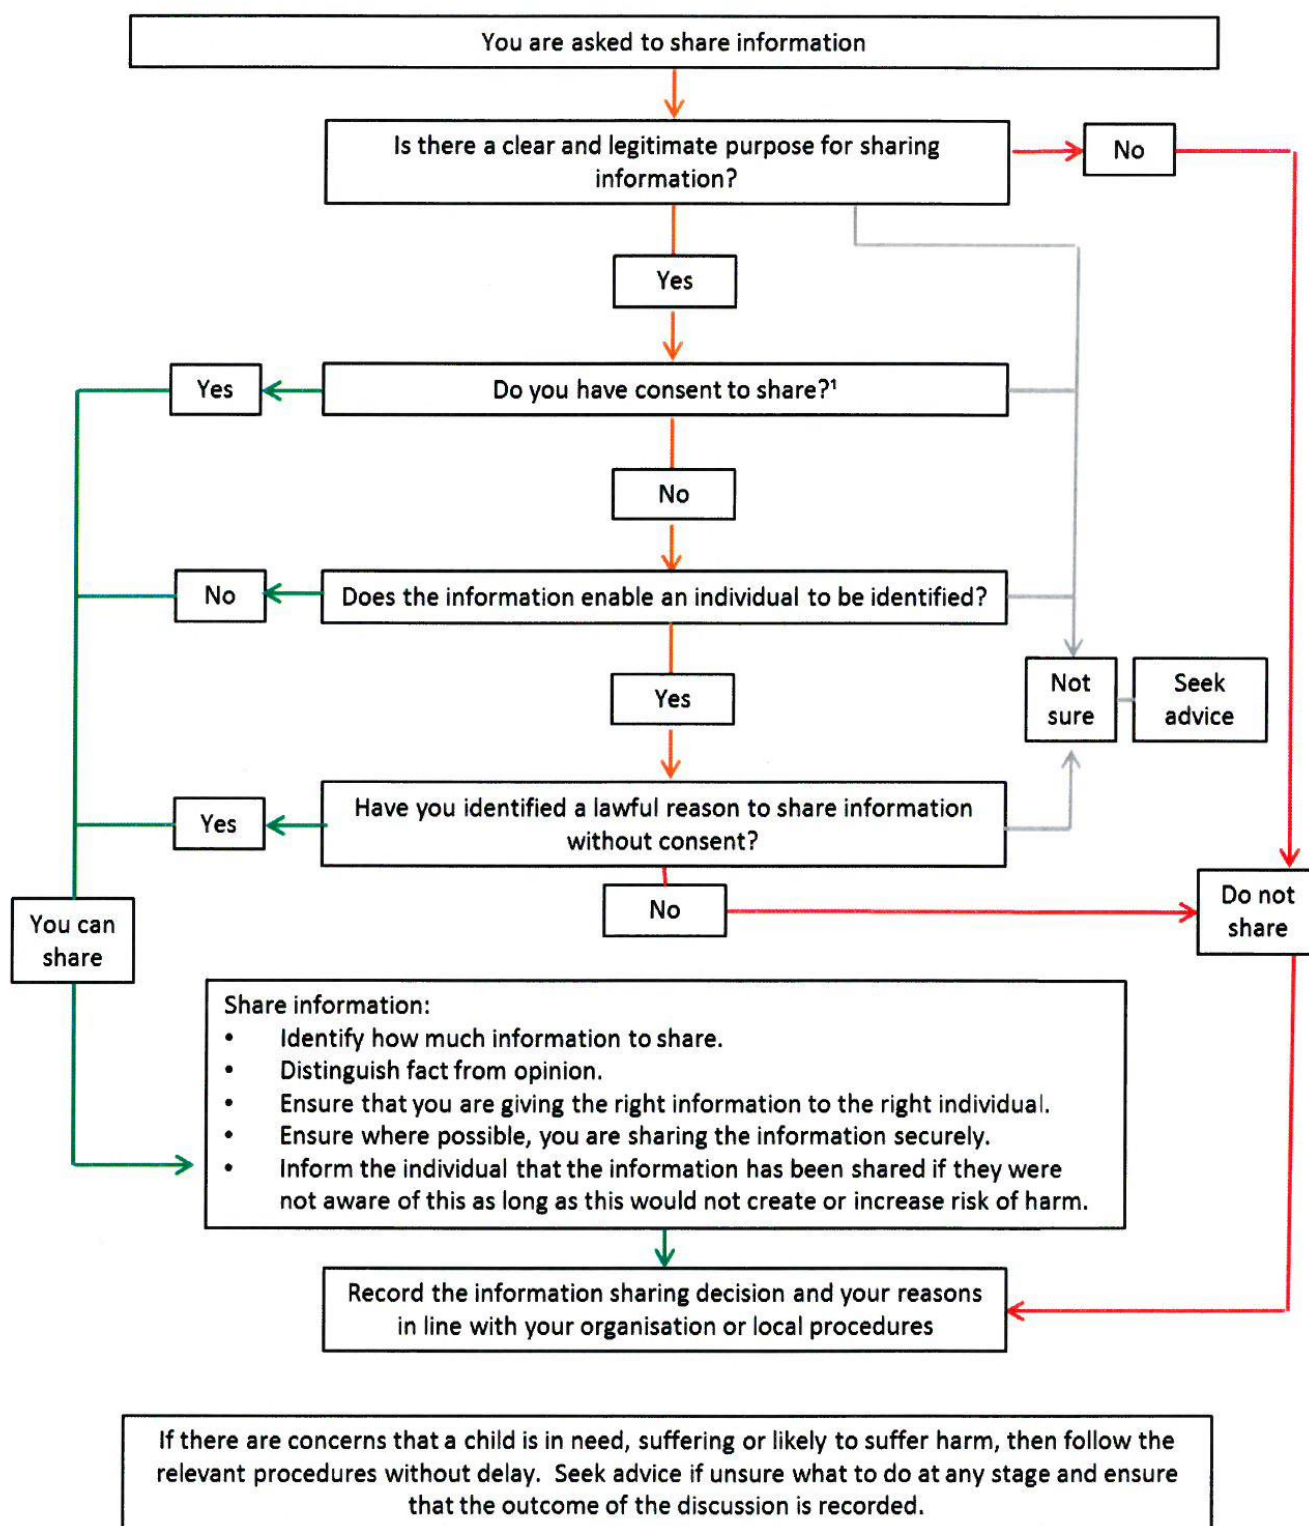 You are asked to share information
Is there a clear and legitimate purpose for sharing
information?
No
Yes
Yes
Do you have consent to share?¹
No
No
Does the information enable an individual to be identified?
Yes
Not
sure
Seek
advice
Yes
Have you identified a lawful reason to share information
without consent?
No
You can
share
Do not
share
Share information:
• Identify how much information to share.
• Distinguish fact from opinion.
• Ensure that you are giving the right information to the right individual.
• Ensure where possible, you are sharing the information securely.
• Inform the individual that the information has been shared if they were
not aware of this as long as this would not create or increase risk of harm.
Record the information sharing decision and your reasons
in line with your organisation or local procedures
If there are concerns that a child is in need, suffering or likely to suffer harm, then follow the
relevant procedures without delay.  Seek advice if unsure what to do at any stage and ensure
that the outcome of the discussion is recorded.